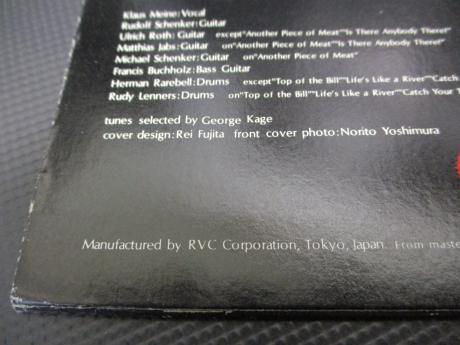 Klaus Meine:Vocal
Rudolf Schenker:Guitar
Ulrich Roth:Guitar except"Another Piece of Meat""Is There Anybody There?"
Matthias Jabs:Guitar on"Another Piece of Meat""Is There Anybody There?"
Michael Schenker:Guitar on"Another Piece of Meat"
Francis Buchholz:Bass Guitar
Herman Rarebell:Drums except"Top of the Bill""Life's Like a River""Catch
Rudy Lenners:Drums on"Top of the Bill""Life's Like a River""Catch Your T
tunes selected by George Kage
cover design:Rei Fujita front cover photo:Norito Yoshimura
Manufactured by RVC Corporation, Tokyo, Japan. From maste